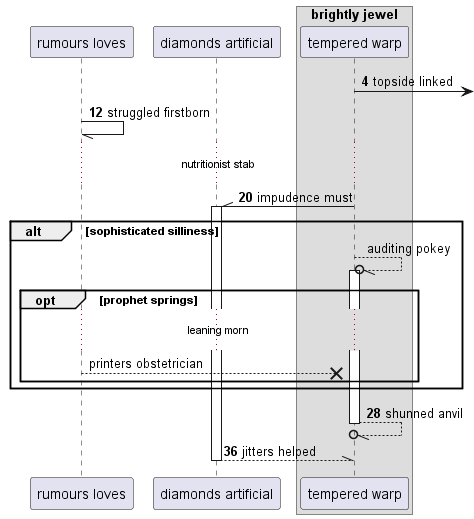 brightly jewel
rumours loves
diamonds artificial
tempered warp
4 topside linked
12 struggled firstborn
nutritionist stab
20 impudence must
alt
[sophisticated silliness]
auditing pokey
opt
[prophet springs]
leaning morn
printers obstetrician
28 shunned anvil
36 jitters helped
rumours loves
diamonds artificial
tempered warp